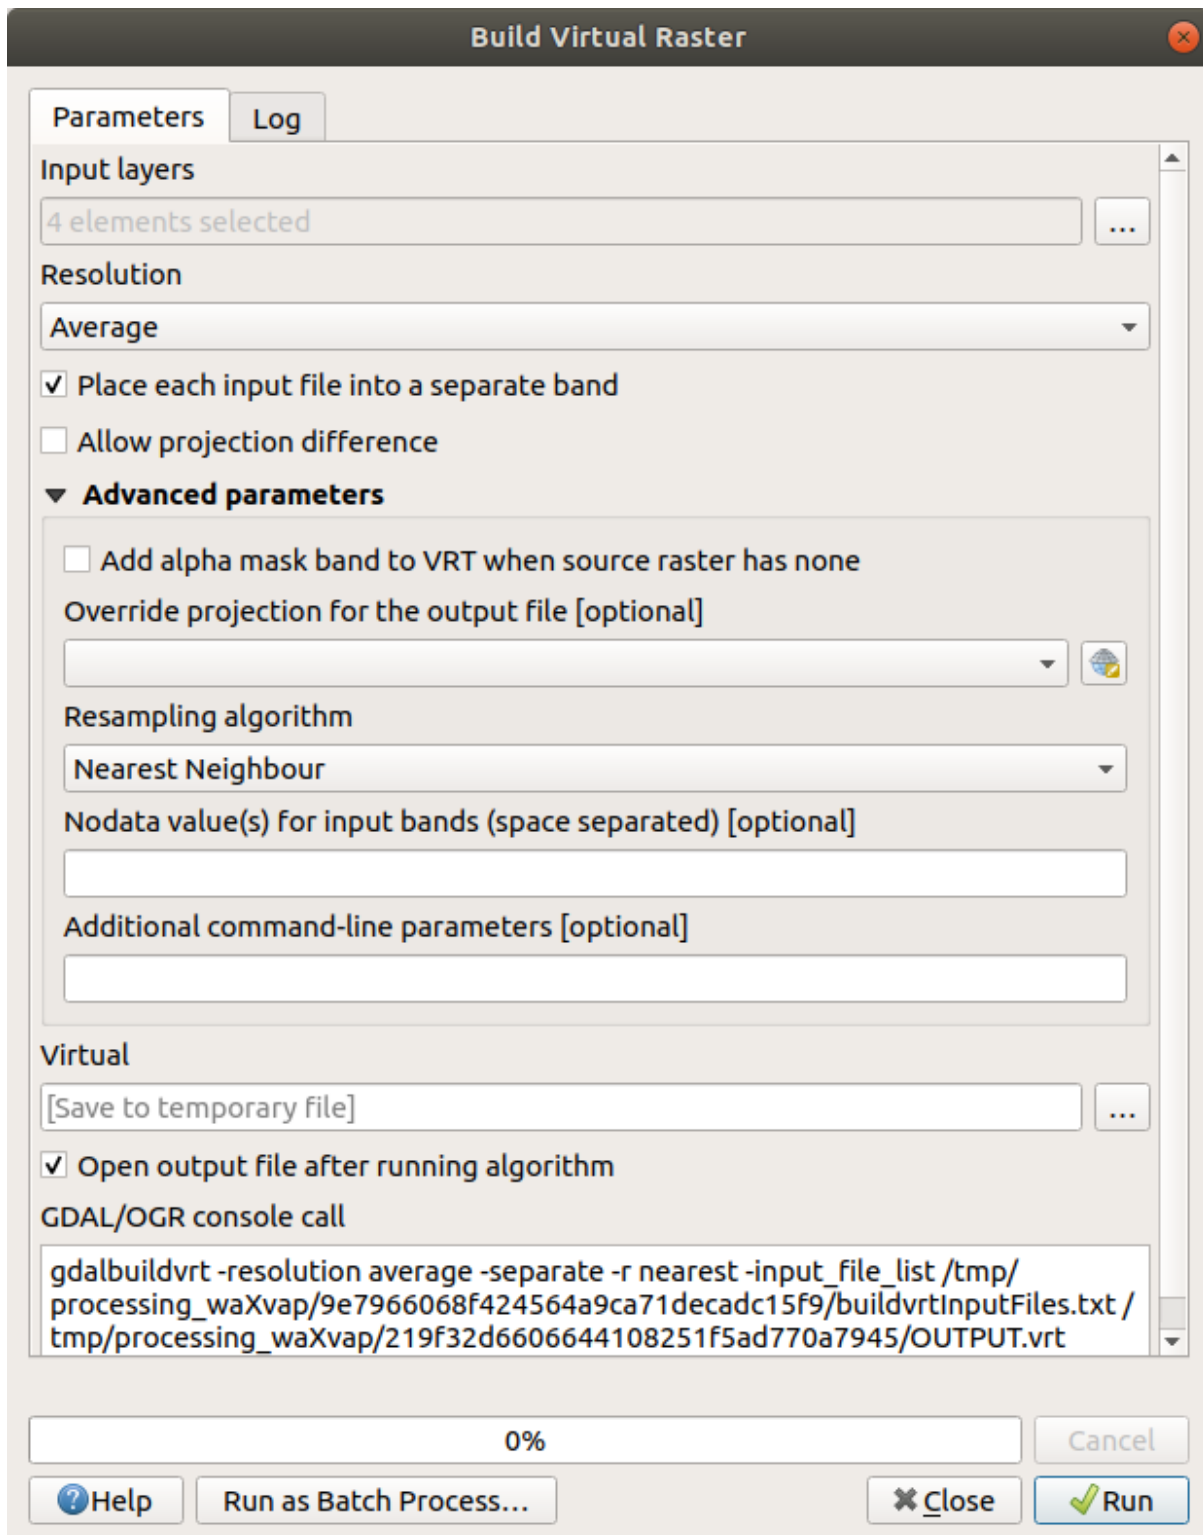 Build Virtual Raster
Parameters
Log
Input layers
4 elements selected
...
Resolution
Average
Place each input file into a separate band
Allow projection difference
Advanced parameters
Add alpha mask band to VRT when source raster has none
Override projection for the output file [optional]
Resampling algorithm
Nearest Neighbour
Nodata value(s) for input bands (space separated) [optional]
Additional command-line parameters [optional]
Virtual
[Save to temporary file]
...
Open output file after running algorithm
GDAL/OGR console call
gdalbuildvrt -resolution average -separate -r nearest -input_file_list /tmp/
processing_waXvap/9e7966068f424564a9ca71decadc15f9/buildvrtInputFiles.txt /
tmp/processing_waXvap/219f32d6606644108251f5ad770a7945/OUTPUT.vrt
0%
Cancel
Help
Run as Batch Process...
Close
Run